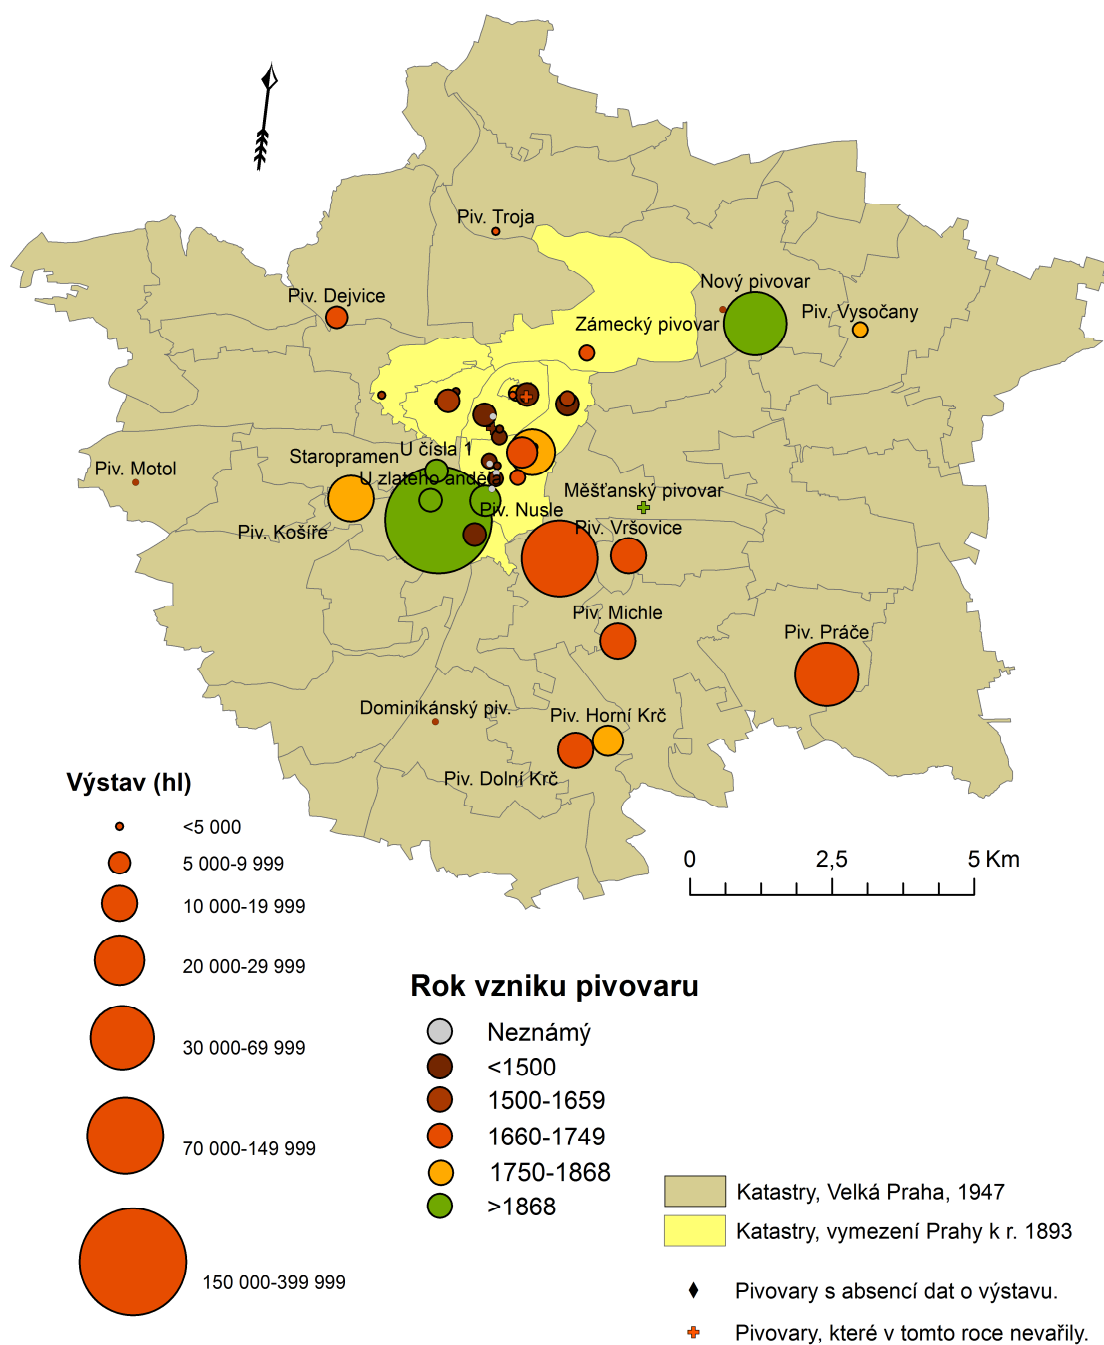 Piv. Troja
Nový pivovar
Piv. Dejvice
Piv. Vysočany
Zámecký pivovar
U čísla 1
Staropramen
Piv. Motol
U zlateho anděla
Měšťanský pivovar
Piv. Nusle
Piv. Vršovice
Piv. Košíře
Piv. Michle
Piv. Práče
Dominikánský piv.
Piv. Horní Krč
Piv. Dolní Krč
Výstav (hl)
<5 000
5 000-9 999
10 000-19 999
20 000-29 999
30 000-69 999
70 000-149 999
150 000-399 999
0 2,5 5 Km
Rok vzniku pivovaru
Neznámý
<1500
1500-1659
1660-1749
1750-1868
>1868
Katastry, Velká Praha, 1947
Katastry, vymezení Prahy k r. 1893
Pivovary s absencí dat o výstavu.
Pivovary, které v tomto roce nevařily.